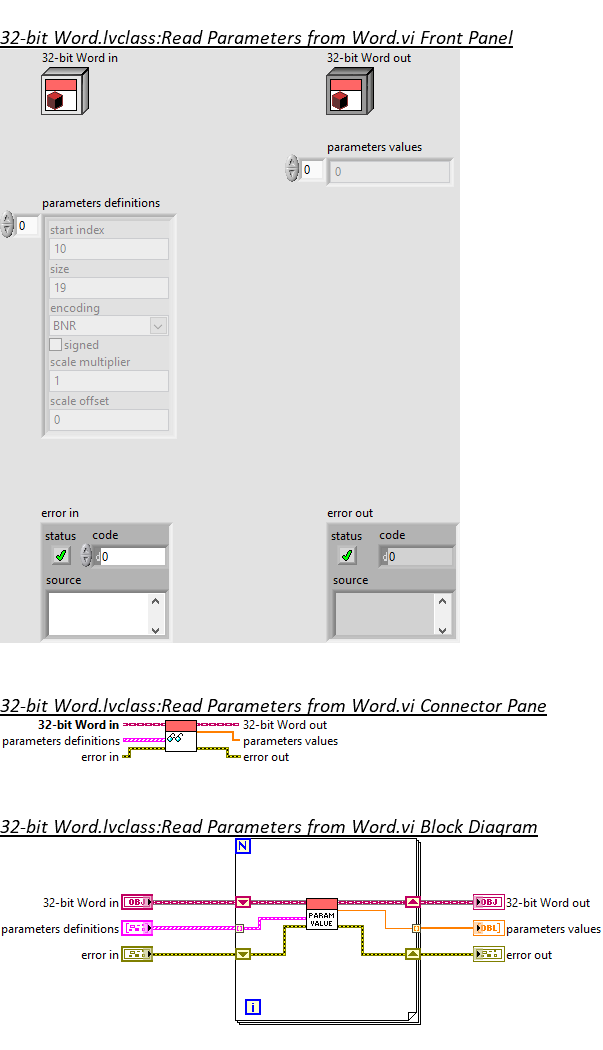 32-bit Word.lvclass:Read Parameters from Word.vi Front Panel
32-bit Word in
32-bit Word out
parameters values
0
0
parameters definitions
0
start index
10
size
19
encoding
BNR
signed
scale multiplier
1
scale offset
0
error in
error out
status
code
status
code
d0
d0
source
source
32-bit Word.lvclass:Read Parameters from Word.vi Connector Pane
32-bit Word in
32-bit Word out
parameters definitions
parameters values
error in
error out
32-bit Word.lvclass:Read Parameters from Word.vi Block Diagram
N
32-bit Word in
OBJ
PARAM
VALUE
OBJ
32-bit Word out
parameters definitions
DBL
parameters values
error in
error out
i